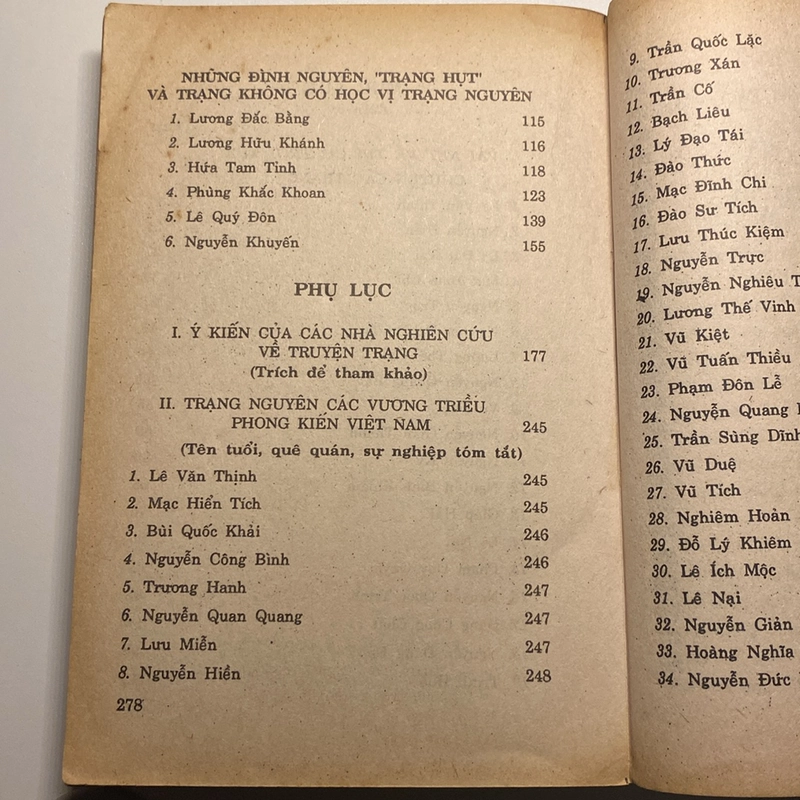 NHỮNG ĐÌNH NGUYÊN, 'TRẠNG HỤT'
VÀ TRẠNG KHÔNG CÓ HỌC VỊ TRẠNG NGUYÊN
1. Lương Đắc Bằng 115
2. Lương Hữu Khánh 116
3. Hứa Tam Tỉnh 118
4. Phùng Khắc Khoan 123
5. Lê Quý Đôn 139
6. Nguyễn Khuyến 155
PHỤ LỤC
I. Ý KIẾN CỦA CÁC NHÀ NGHIÊN CỨU
VỀ TRUYỆN TRẠNG 177
(Trích để tham khảo)
II. TRẠNG NGUYÊN CÁC VƯƠNG TRIỀU
PHONG KIẾN VIỆT NAM 245
(Tên tuổi, quê quán, sự nghiệp tóm tắt)
1. Lê Văn Thịnh 245
2. Mạc Hiển Tích 245
3. Bùi Quốc Khái 246
4. Nguyễn Công Bình 246
5. Trương Hanh 247
6. Nguyễn Quan Quang 247
7. Lưu Miễn 247
8. Nguyễn Hiền 248
278
9. Trần Quốc Lặc
10. Trương Xán
11. Trần Cố
12. Bạch Liêu
13. Lý Đạo Tái
14. Đào Thức
15. Mạc Đĩnh Chi
16. Đào Sư Tích
17. Lưu Thúc Kiệm
18. Nguyễn Trực
19. Nguyễn Nghiêu
20. Lương Thế Vinh
21. Vũ Kiệt
22. Vũ Tuấn Thiều
23. Phạm Đôn Lễ
24. Nguyễn Quang
25. Trần Sùng Dĩnh
26. Vũ Duệ
27. Vũ Tích
28. Nghiêm Hoàn
29. Đỗ Lý Khiêm
30. Lê Ích Mộc
31. Lê Nại
32. Nguyễn Giản
33. Hoàng Nghĩa
34. Nguyễn Đức